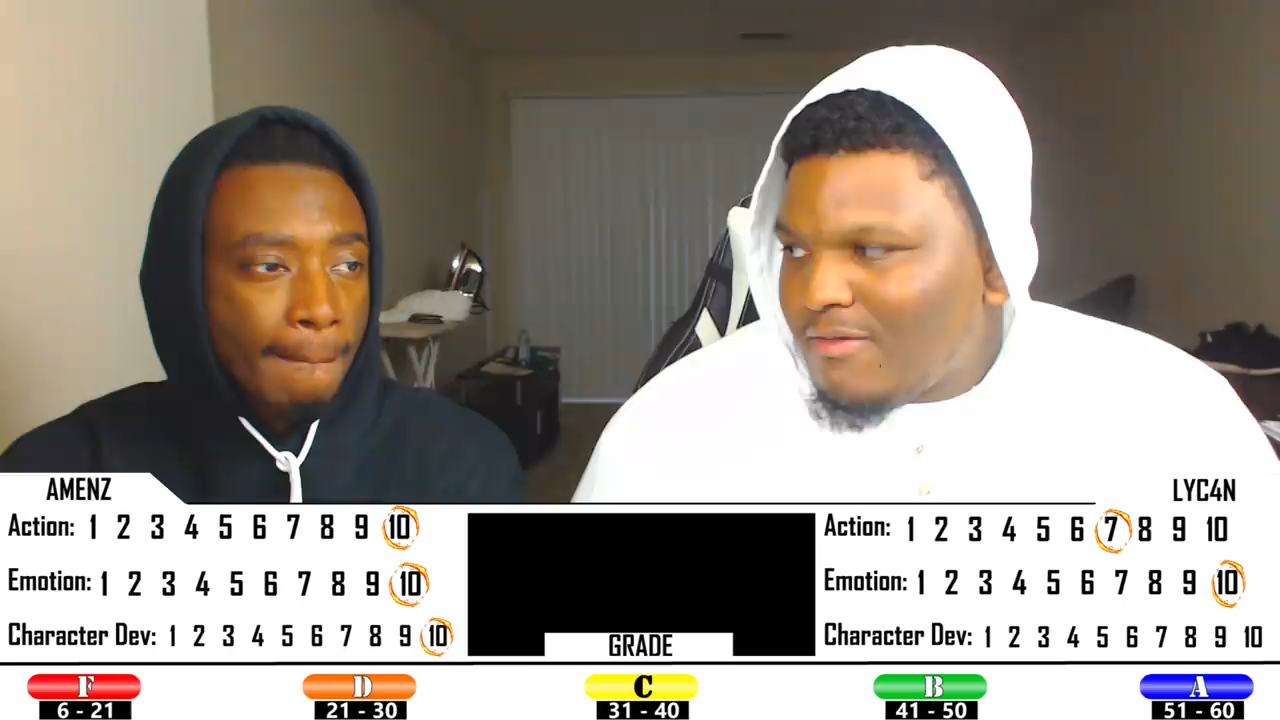 AMENZ
Action: 1 2 3 4 5 6 7 8 9 10
Emotion: 1 2 3 4 5 6 7 8 9 10
Character Dev: 1 2 3 4 5 6 7 8 9 10
GRADE
LYC4N
Action: 1 2 3 4 5 6 7 8 9 10
Emotion: 1 2 3 4 5 6 7 8 9 10
Character Dev: 1 2 3 4 5 6 7 8 9 10
F D C B A
6 - 21 21 - 30 31 - 40 41 - 50 51 - 60